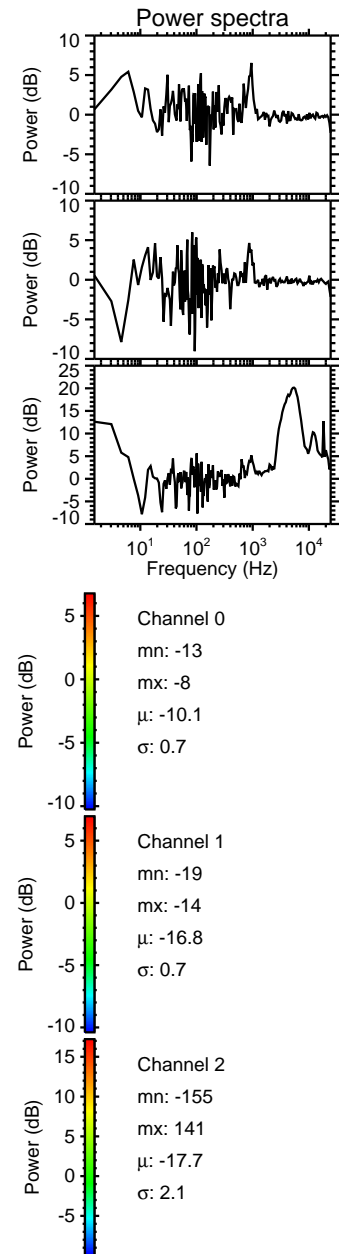 Power spectra
10
5
0
-5
-10
Power (dB)
10
5
0
-5
-10
Power (dB)
25
20
15
10
5
0
-5
-10
Power (dB)
10¹ 10² 10³ 10⁴
Frequency (Hz)
5
0
-5
-10
Power (dB)
Channel 0
mn: -13
mx: -8
μ: -10.1
σ: 0.7
5
0
-5
-10
Power (dB)
Channel 1
mn: -19
mx: -14
μ: -16.8
σ: 0.7
15
10
5
0
-5
Power (dB)
Channel 2
mn: -155
mx: 141
μ: -17.7
σ: 2.1